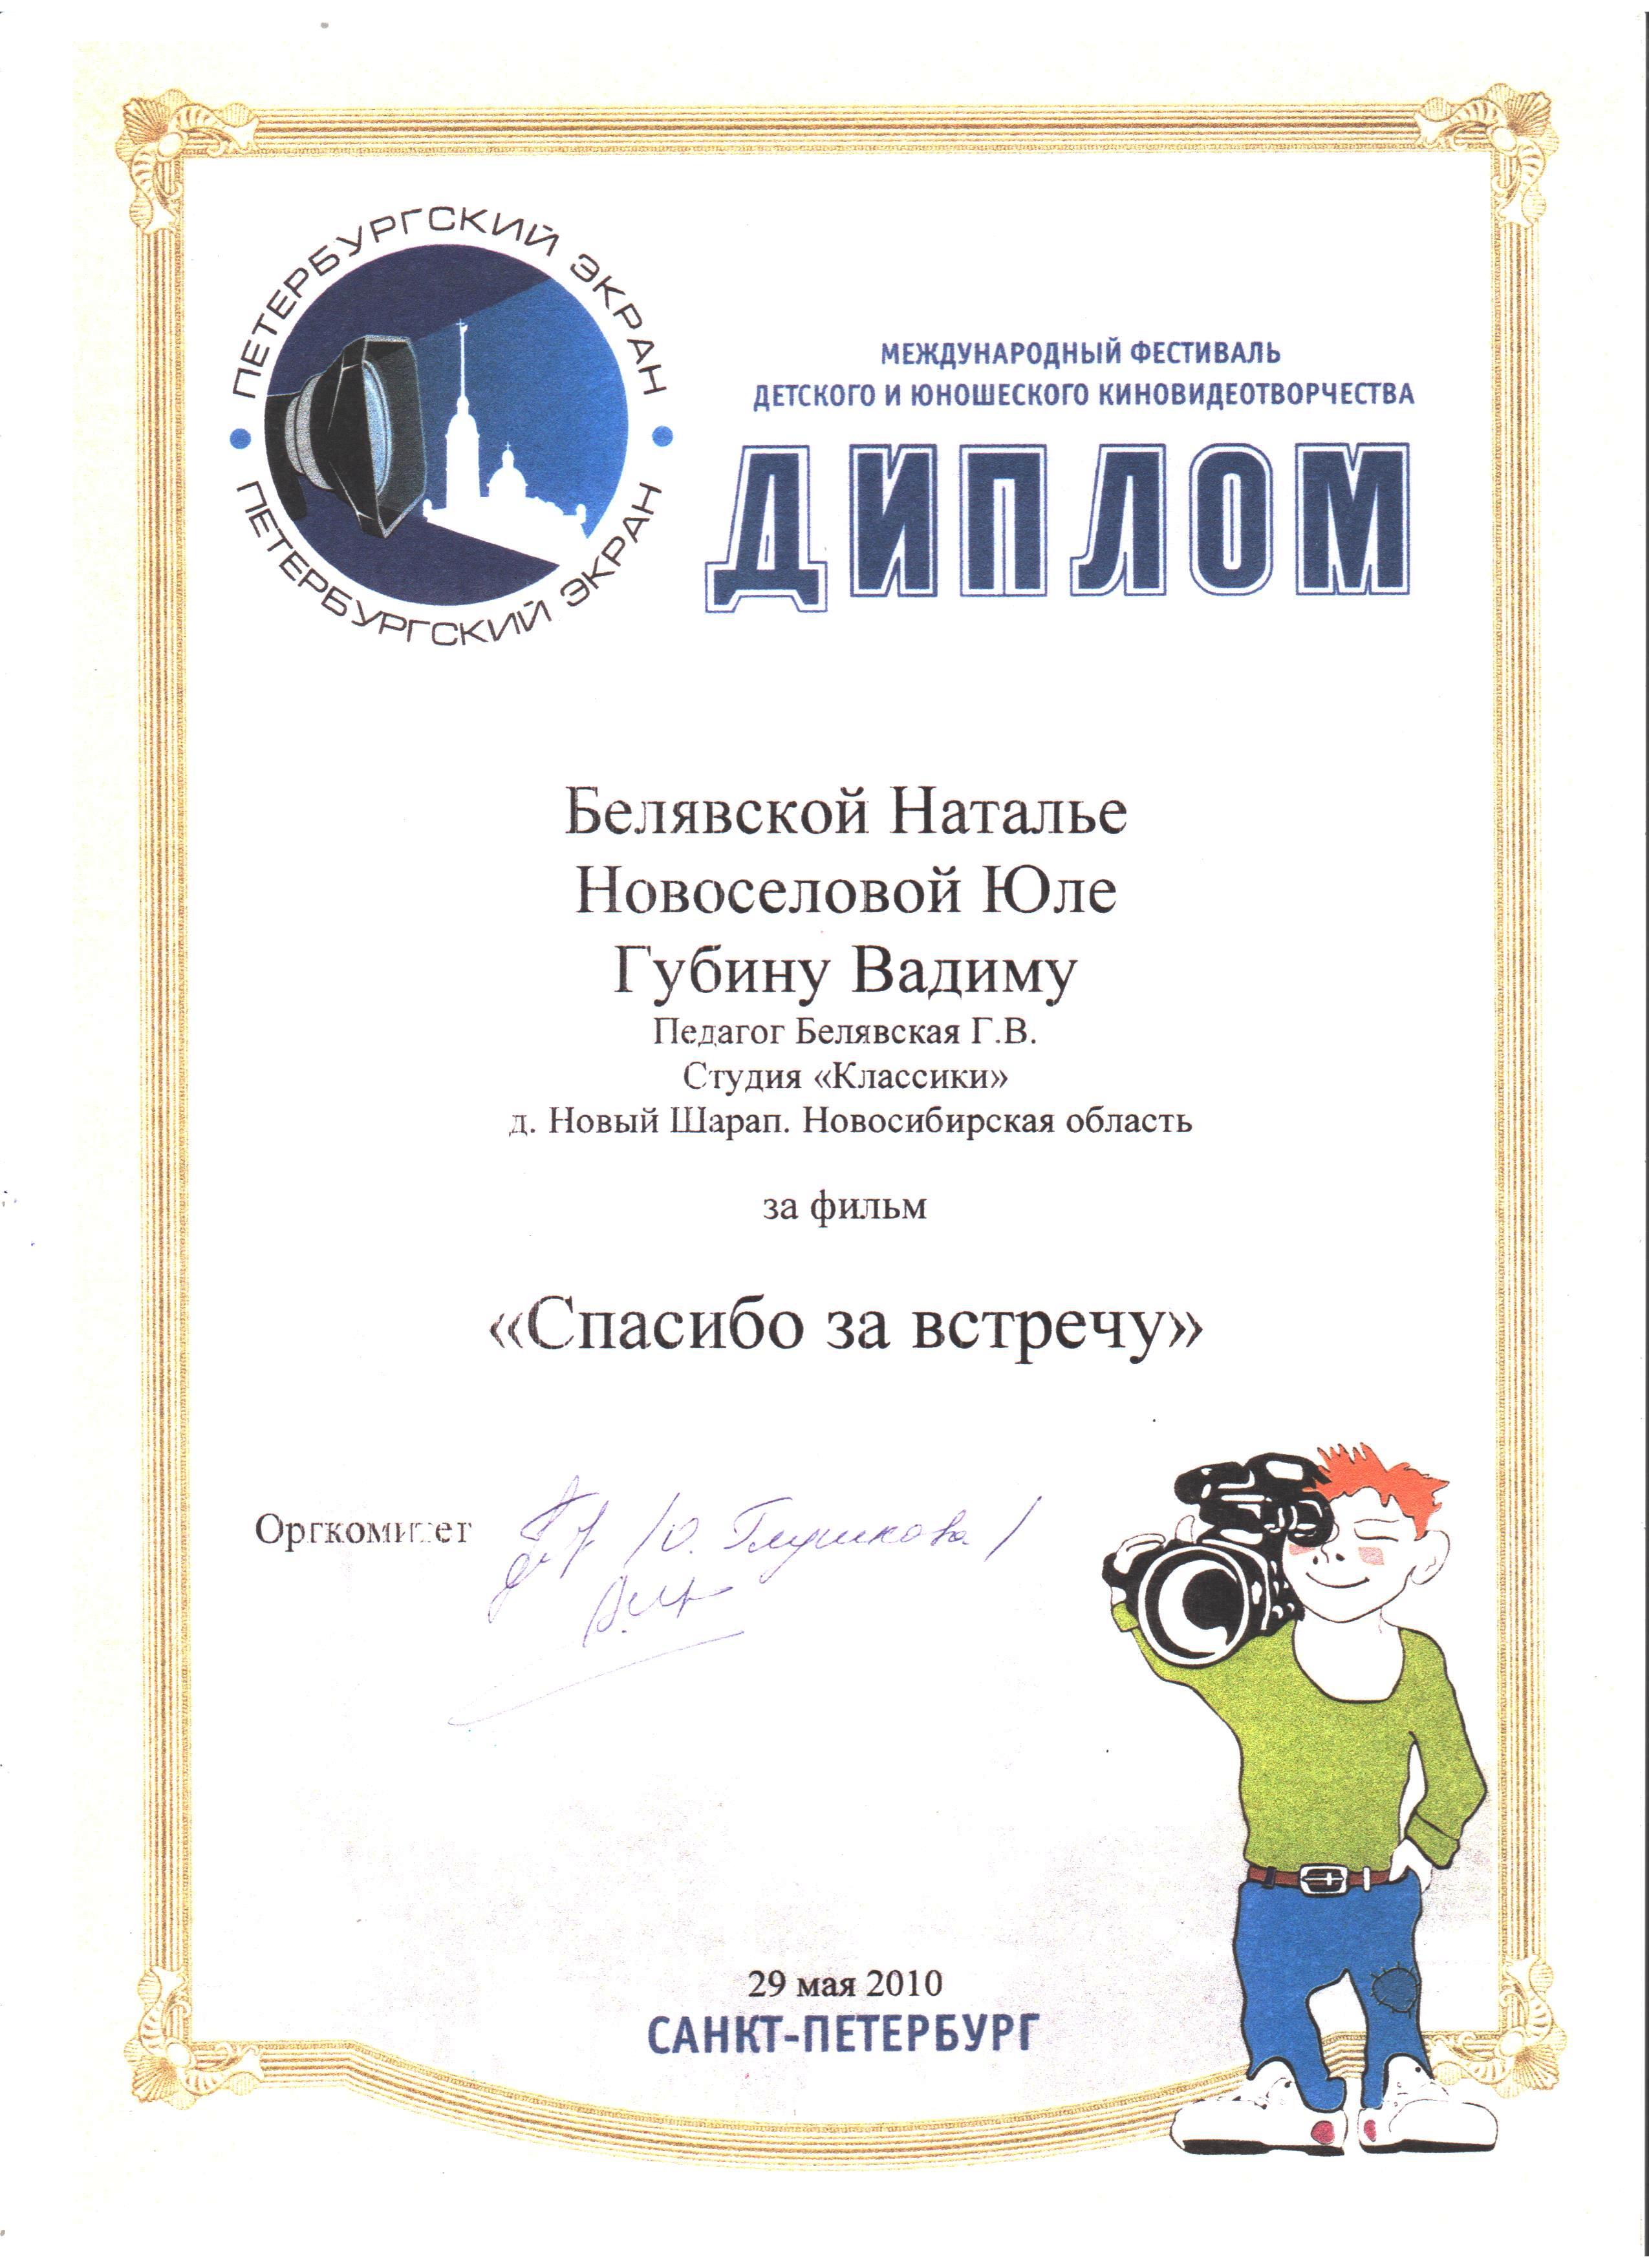 ПЕТЕРБУРГСКИЙ ЭКРАН
ПЕТЕРБУРГСКИЙ ЭКРАН
МЕЖДУНАРОДНЫЙ ФЕСТИВАЛЬ
ДЕТСКОГО И ЮНОШЕСКОГО КИНОВИДЕОТВОРЧЕСТВА
ДИПЛОМ
Белявской Наталье
Новоселовой Юле
Губину Вадиму
Педагог Белявская Г.В.
Студия «Классики»
д. Новый Шарап. Новосибирская область
за фильм
«Спасибо за встречу»
Оргкомитет /Ю. Глушкова/
29 мая 2010
САНКТ-ПЕТЕРБУРГ